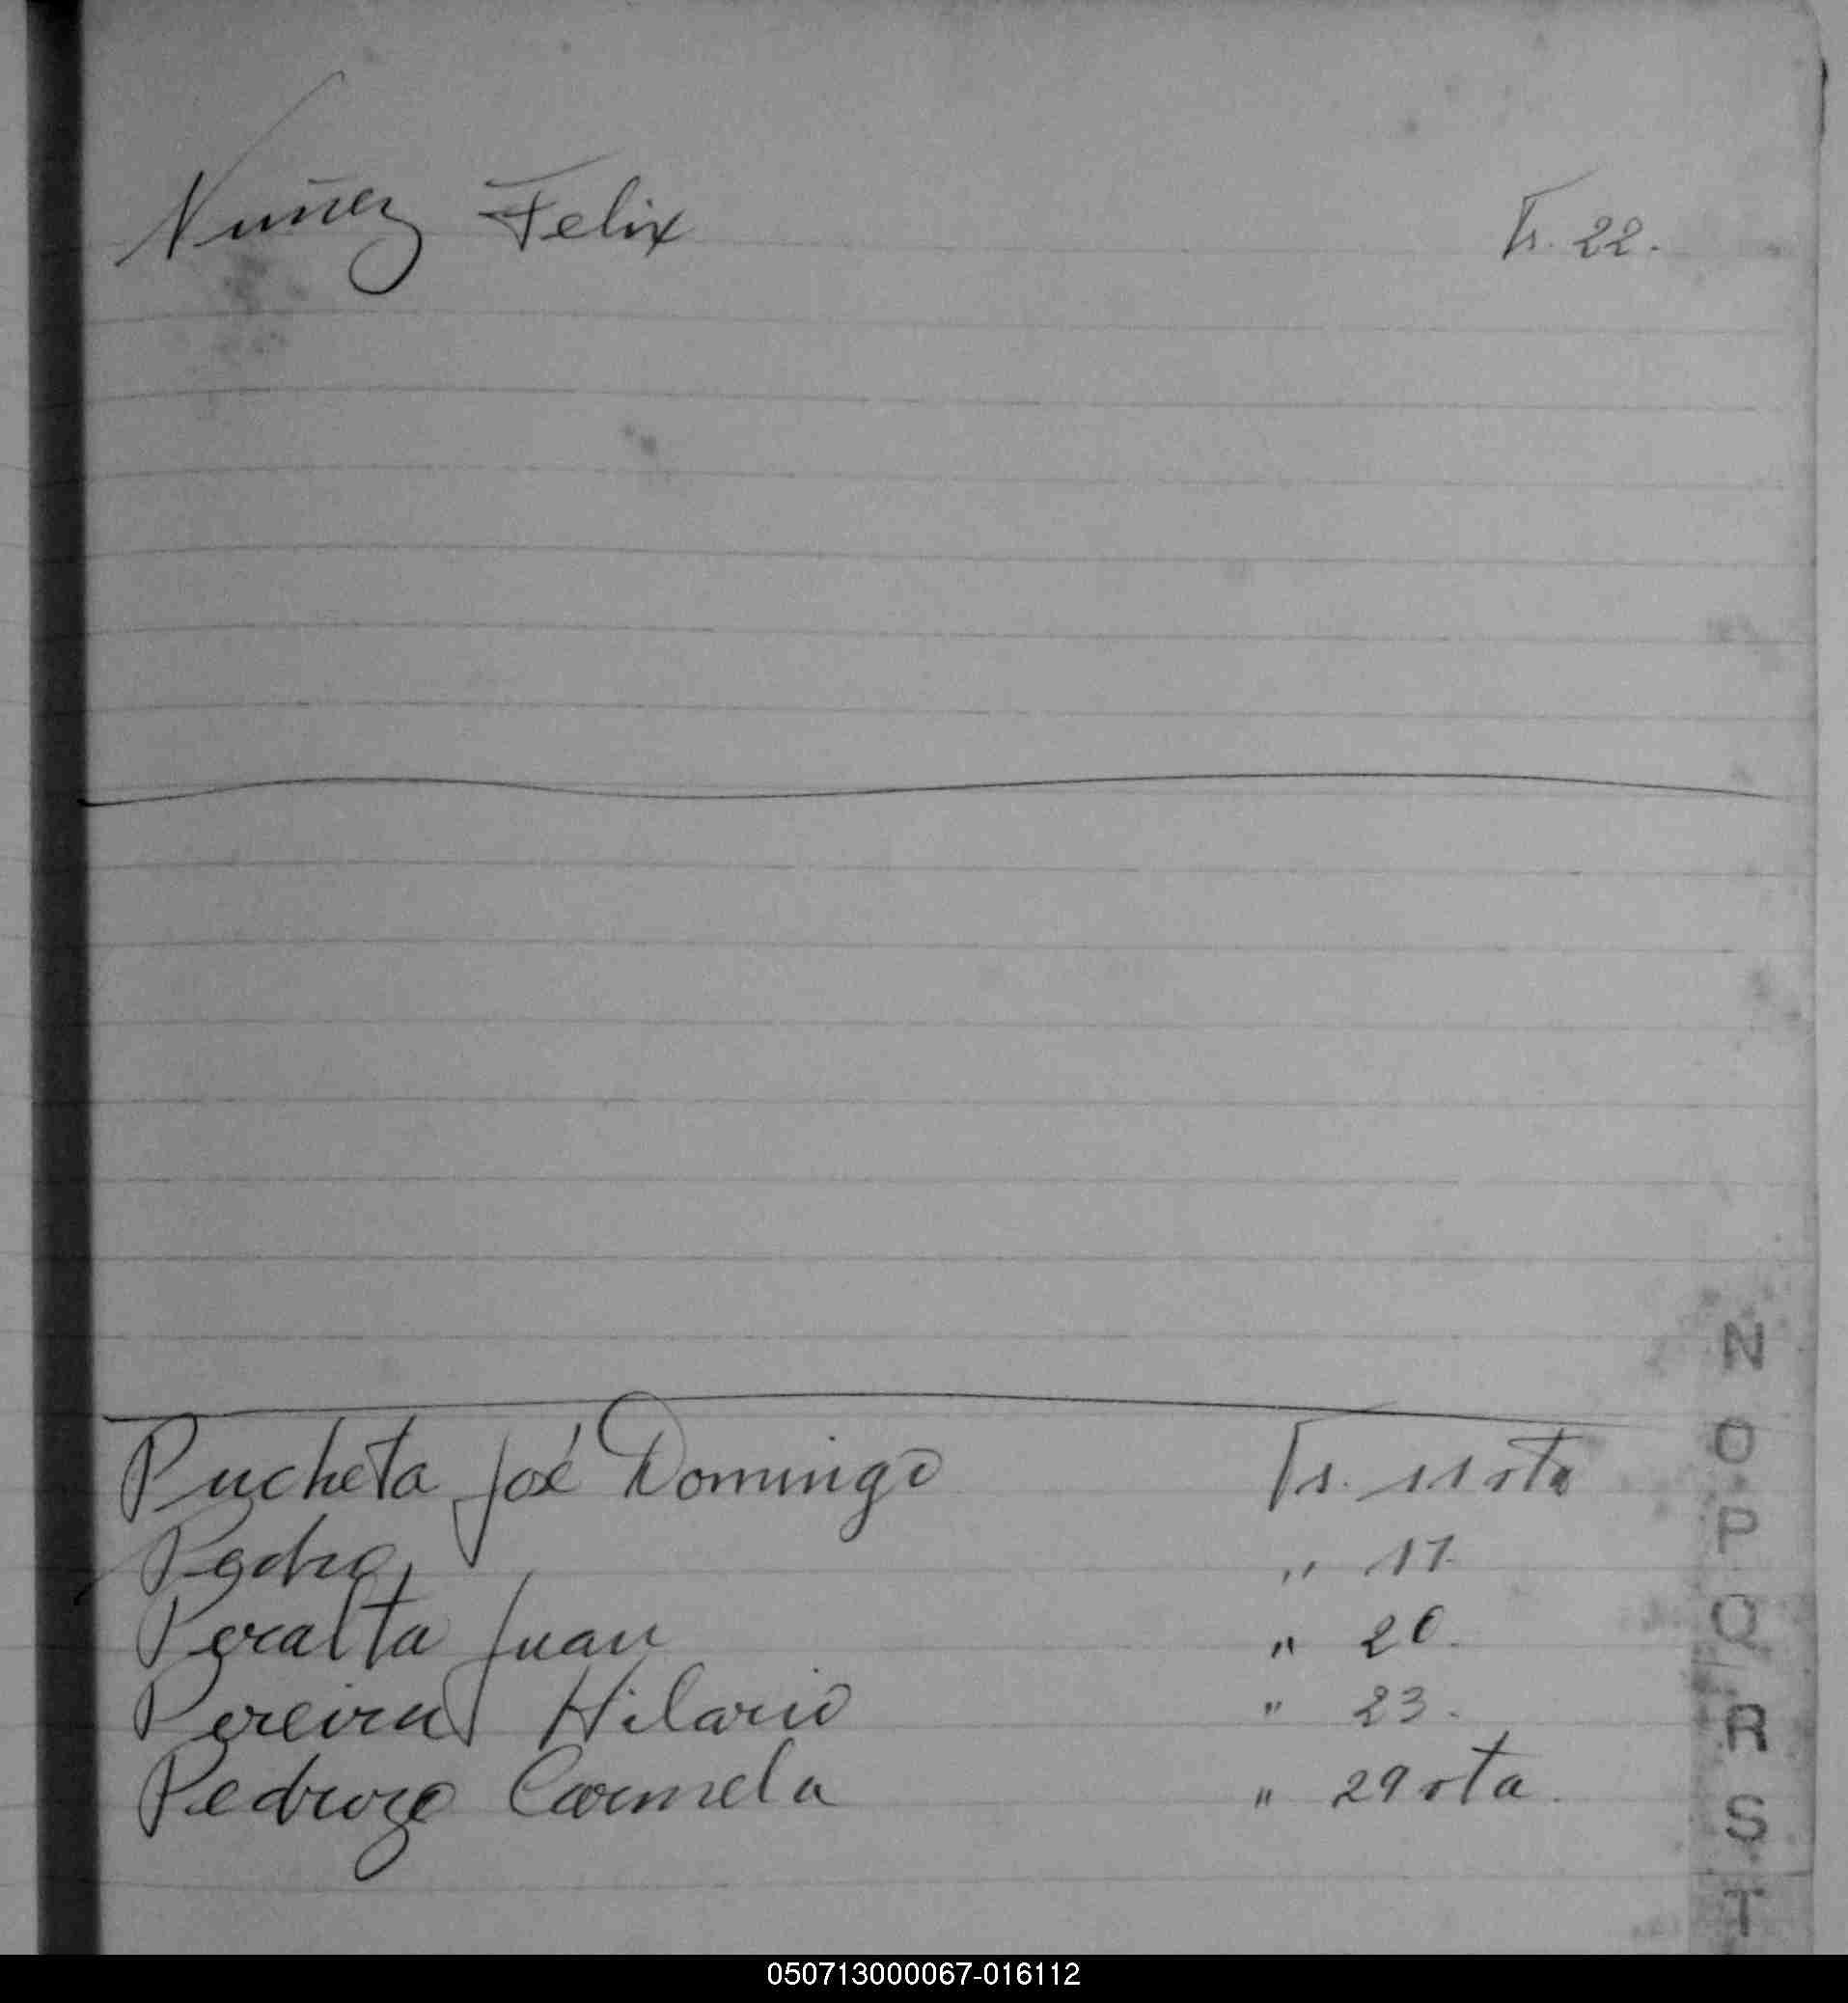 Nuñez Felix Fs. 22.
Pucheta José Domingo Fs. 11 vta
Pedro, " 17
Peralta Juan " 20.
Pereira Hilario " 23.
Pedrozo Carmela " 29 vta.
N
O
P
Q
R
S
T
050713000067-016112